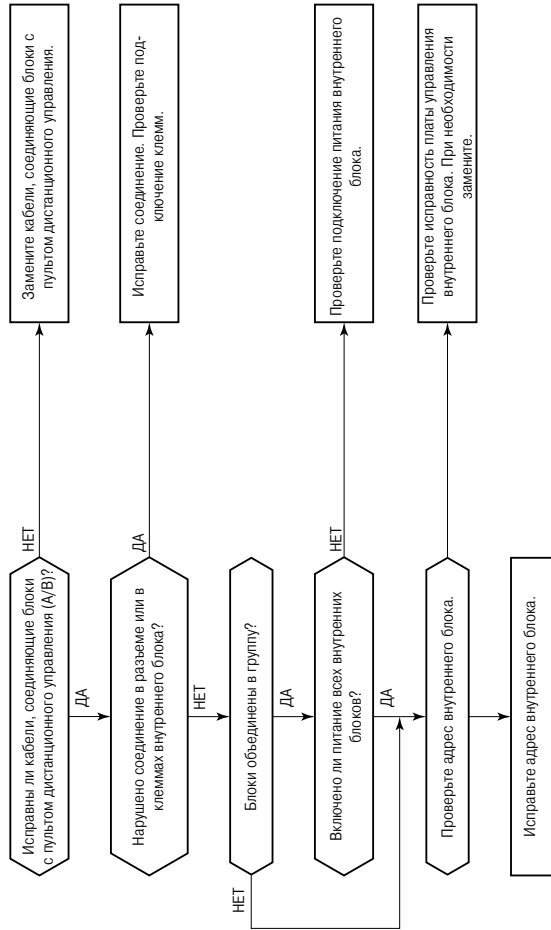 Исправны ли кабели, соединяющие блоки
с пультом дистанционного управления (A/B)?
НЕТ
Замените кабели, соединяющие блоки с
пультом дистанционного управления.
ДА
Нарушено соединение в разъеме или в
клеммах внутреннего блока?
ДА
Исправьте соединение. Проверьте под-
ключение клемм.
НЕТ
Блоки объединены в группу?
НЕТ
ДА
Включено ли питание всех внутренних
блоков?
НЕТ
Проверьте подключение питания внутреннего
блока.
ДА
Проверьте адрес внутреннего блока.
Проверьте исправность платы управления
внутреннего блока. При необходимости
замените.
Исправьте адрес внутреннего блока.